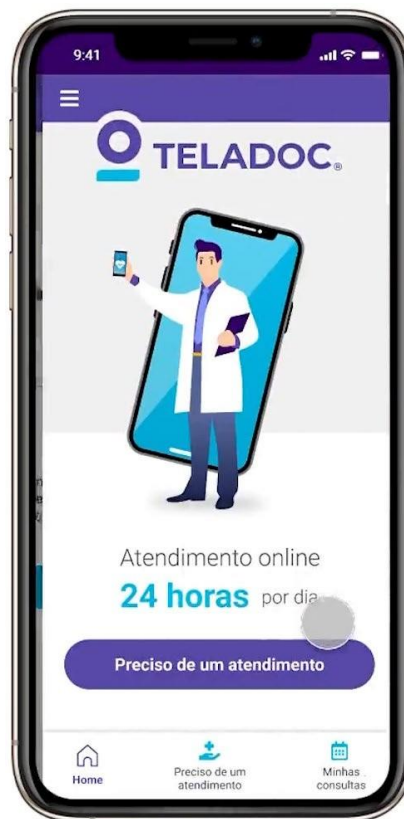 9:41
TELADOC®
Atendimento online
24 horas por dia
Preciso de um atendimento
Home
Preciso de um
atendimento
Minhas
consultas